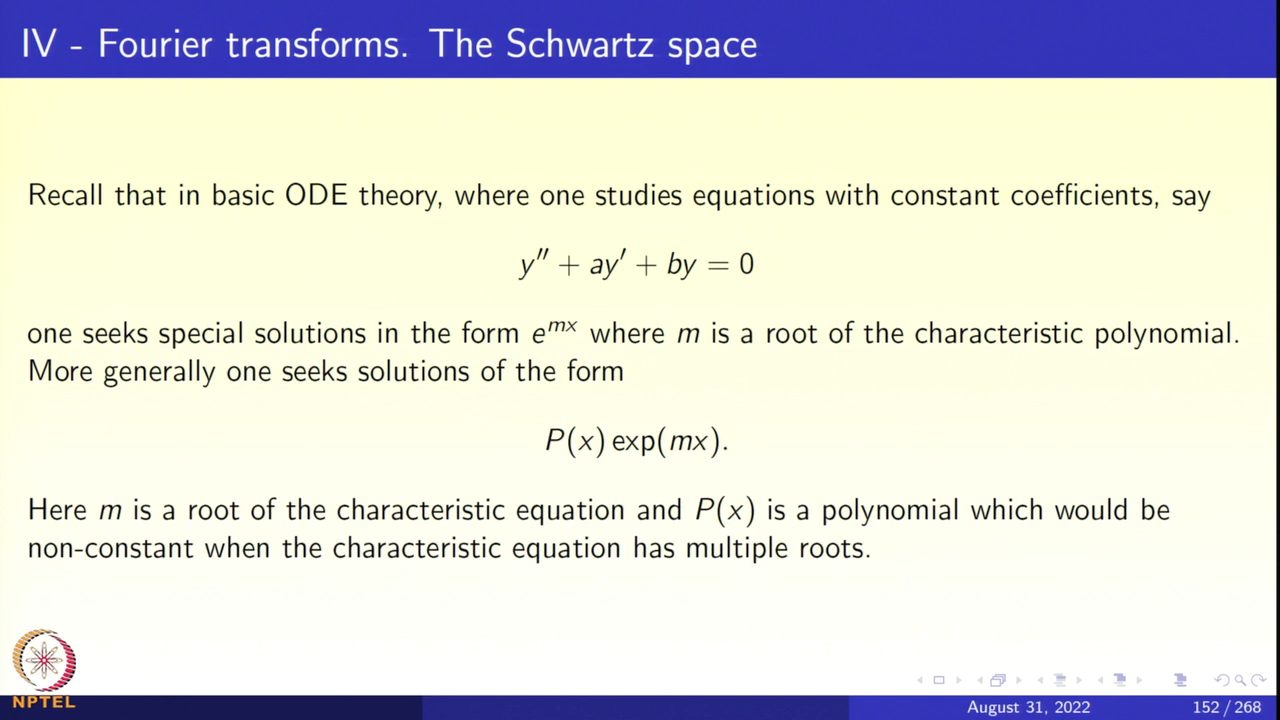 IV - Fourier transforms. The Schwartz space
Recall that in basic ODE theory, where one studies equations with constant coefficients, say
y″ + ay′ + by = 0
one seeks special solutions in the form e^{mx} where m is a root of the characteristic polynomial.
More generally one seeks solutions of the form
P(x) exp(mx).
Here m is a root of the characteristic equation and P(x) is a polynomial which would be
non-constant when the characteristic equation has multiple roots.
NPTEL
August 31, 2022 152 / 268